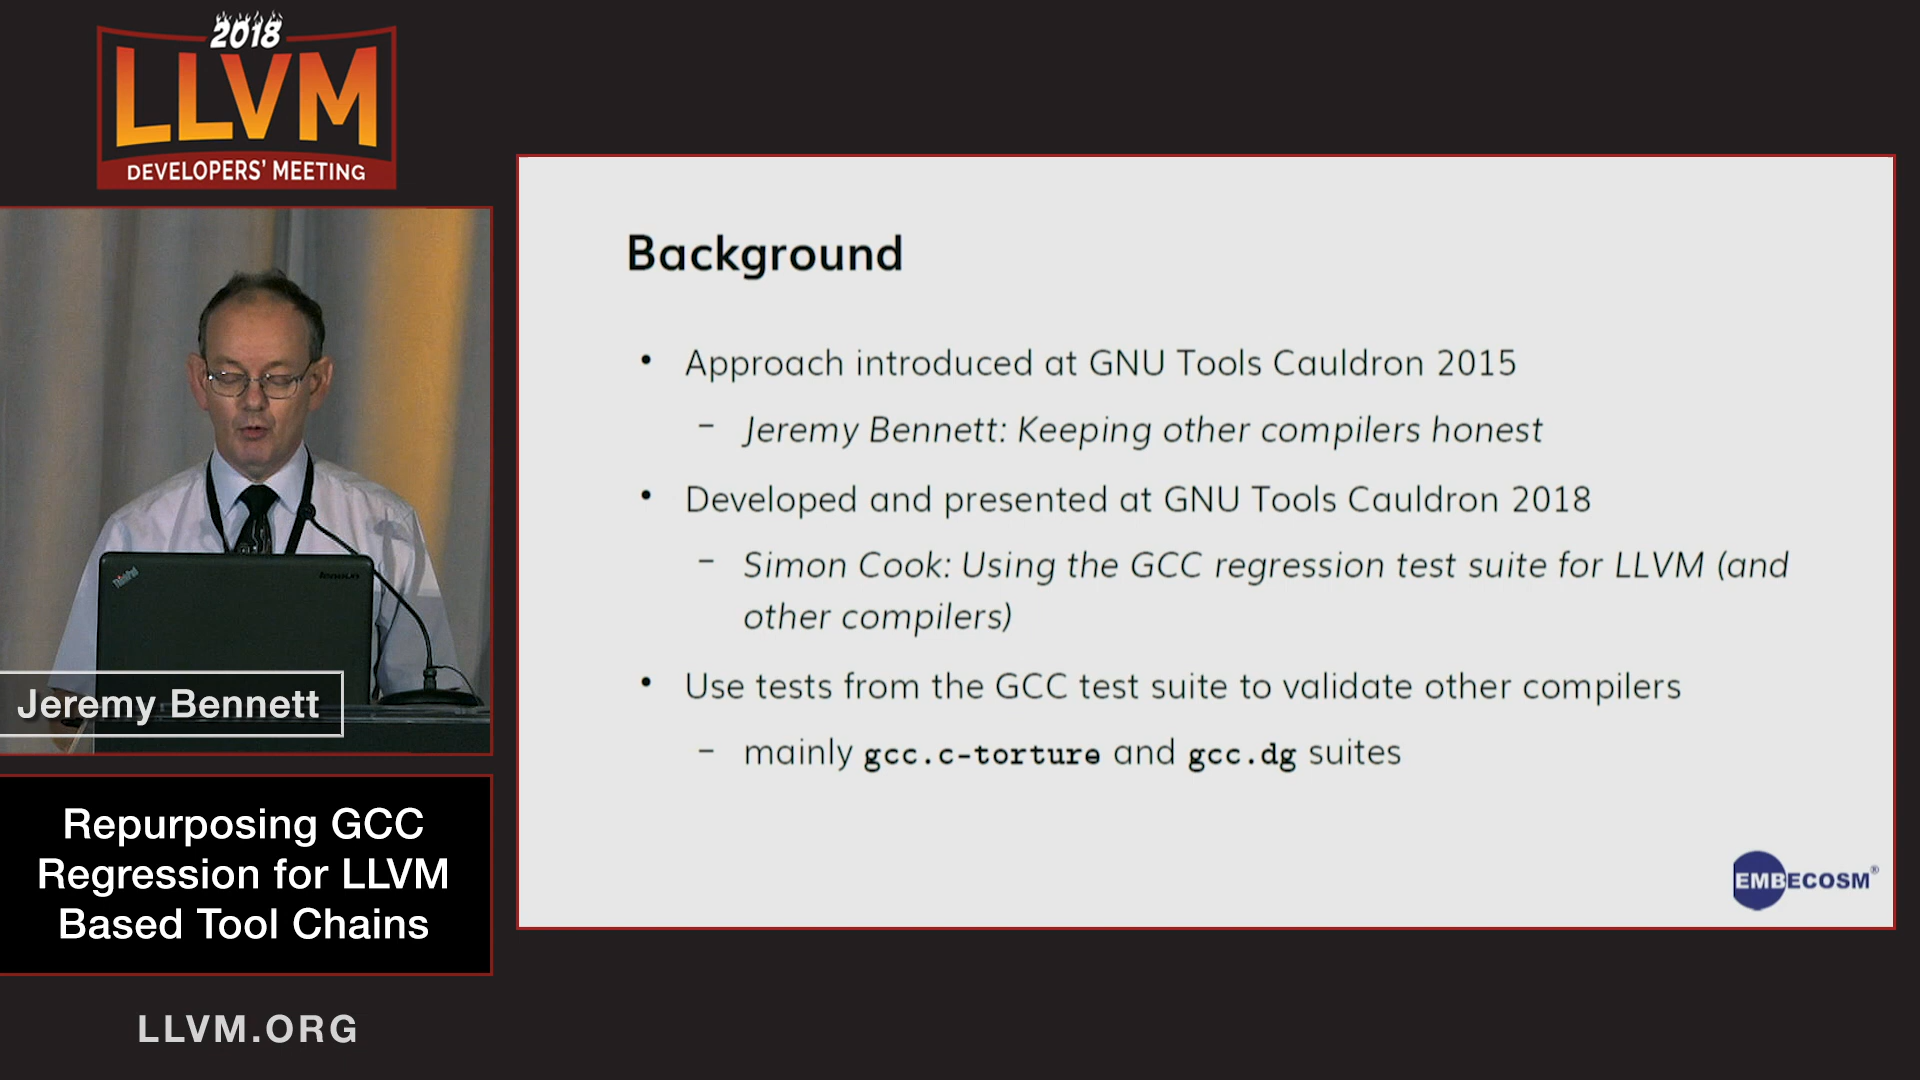 2018
LLVM
DEVELOPERS' MEETING
ThinkPad
lenovo
Jeremy Bennett
Repurposing GCC
Regression for LLVM
Based Tool Chains
LLVM.ORG
Background
• Approach introduced at GNU Tools Cauldron 2015
– Jeremy Bennett: Keeping other compilers honest
• Developed and presented at GNU Tools Cauldron 2018
– Simon Cook: Using the GCC regression test suite for LLVM (and
other compilers)
• Use tests from the GCC test suite to validate other compilers
– mainly gcc.c-torture and gcc.dg suites
EMBECOSM®